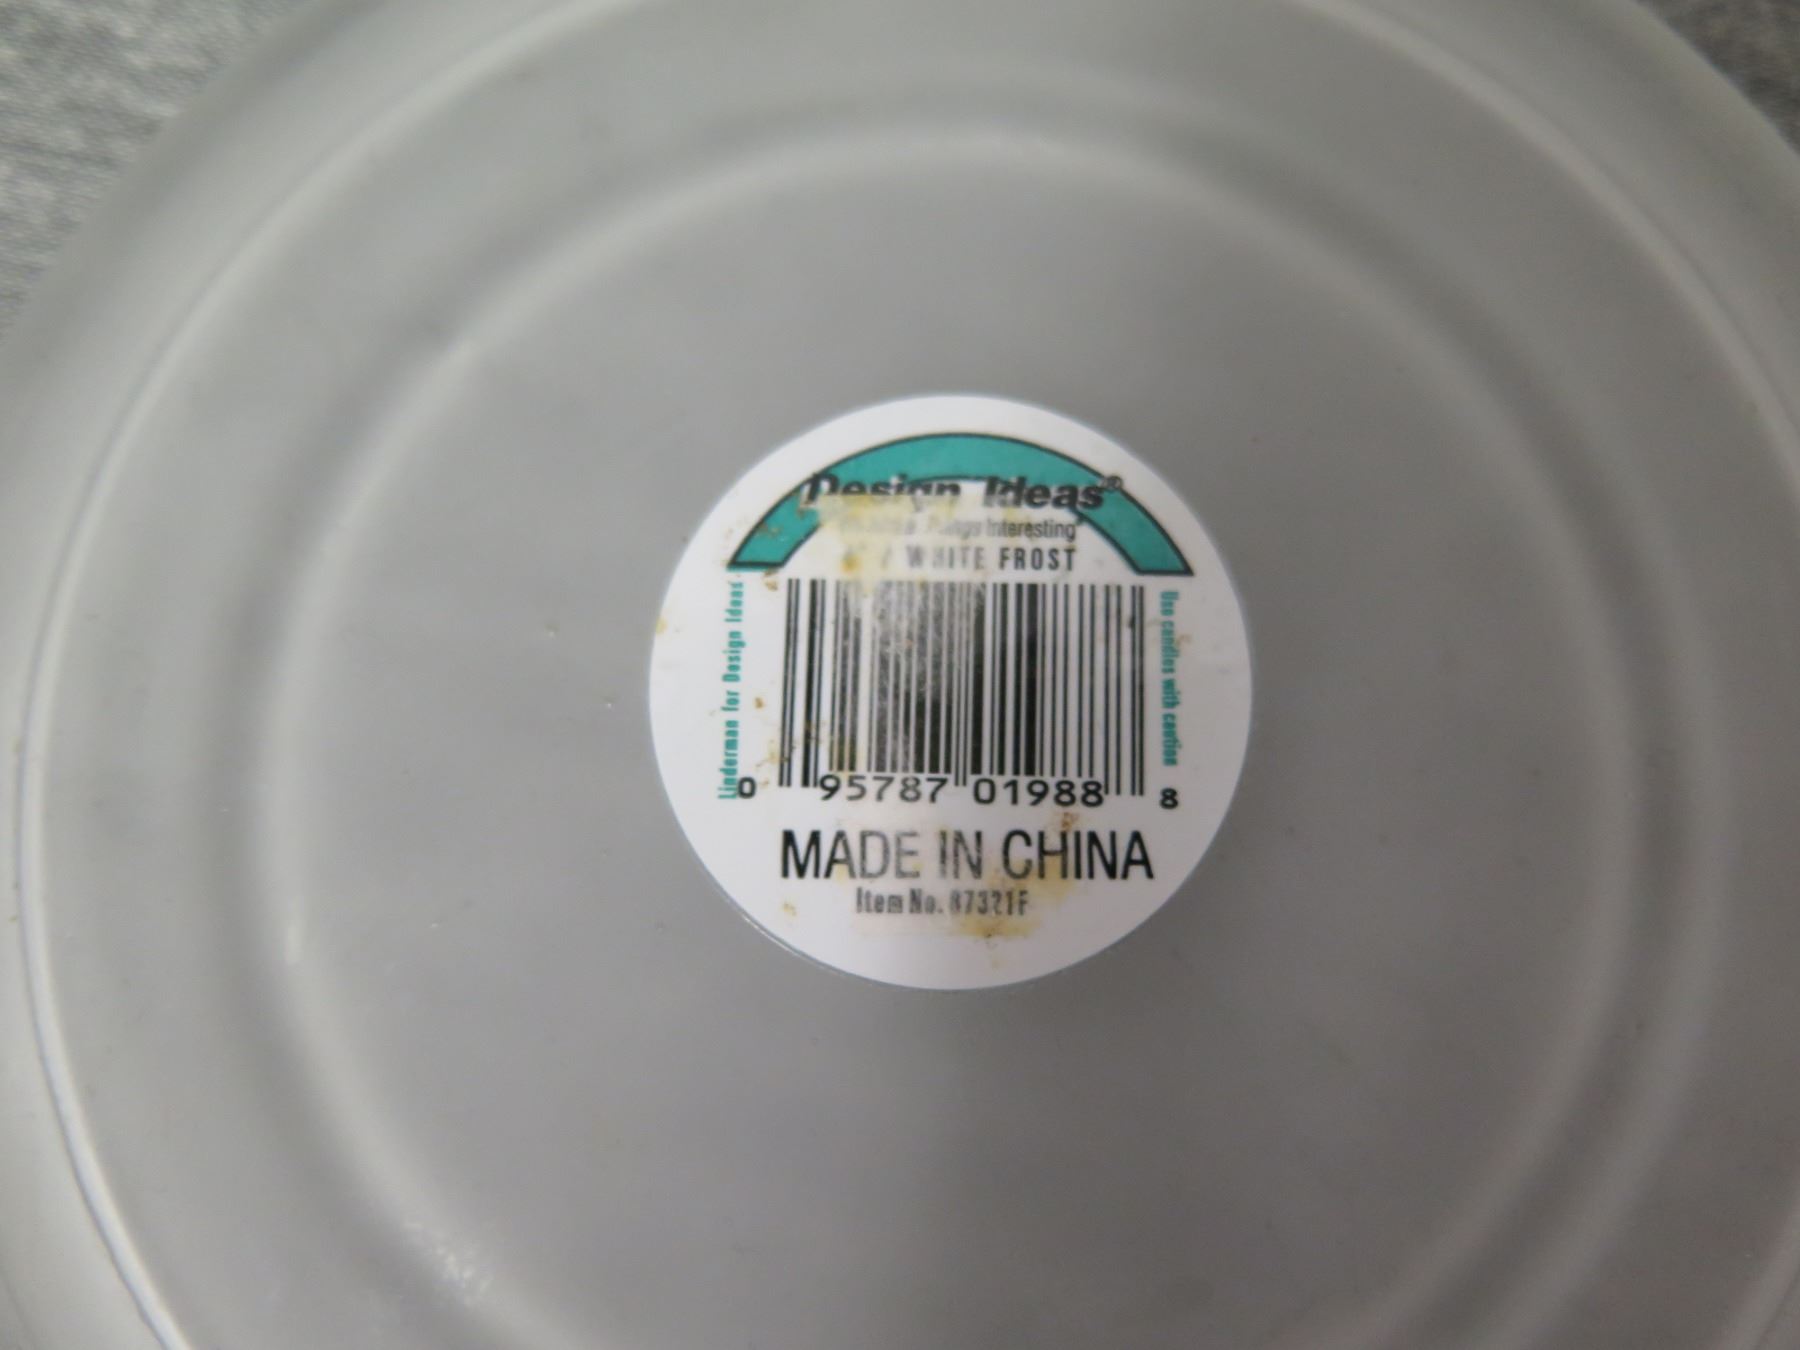 Design Ideas®
Interesting
WHITE FROST
Linderman for Design Ideas
Use candles with caution
0 95787 01988 8
MADE IN CHINA
Item No. 87321F